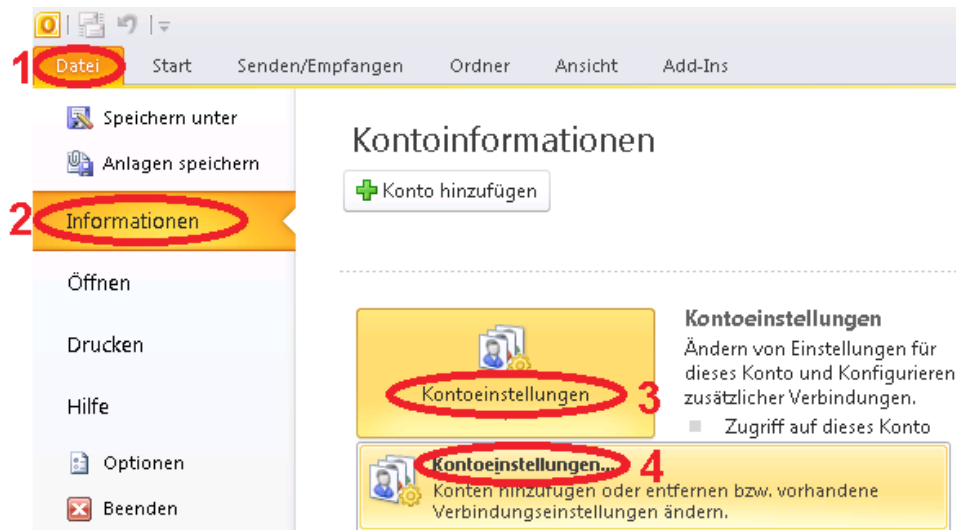 1 Datei Start Senden/Empfangen Ordner Ansicht Add-Ins
Speichern unter
Anlagen speichern
2 Informationen
Öffnen
Drucken
Hilfe
Optionen
Beenden
Kontoinformationen
Konto hinzufügen
Kontoeinstellungen 3
Kontoeinstellungen
Ändern von Einstellungen für
dieses Konto und Konfigurieren
zusätzlicher Verbindungen.
Zugriff auf dieses Konto
Kontoeinstellungen... 4
Konten hinzufügen oder entfernen bzw. vorhandene
Verbindungseinstellungen ändern.